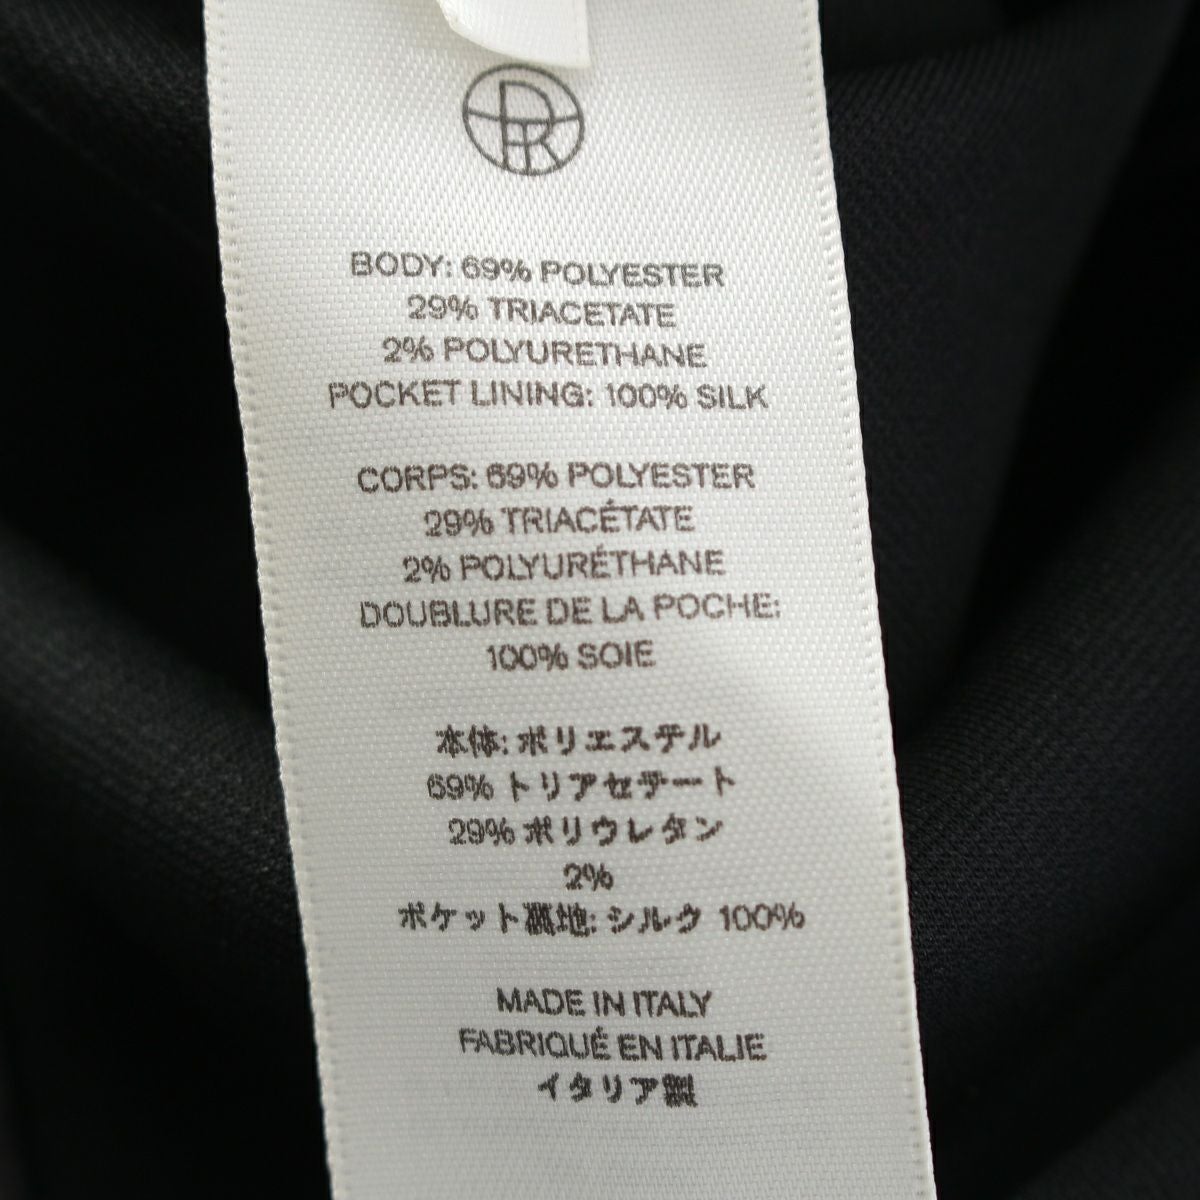 BODY: 69% POLYESTER
29% TRIACETATE
2% POLYURETHANE
POCKET LINING: 100% SILK
CORPS: 69% POLYESTER
29% TRIACÉTATE
2% POLYURÉTHANE
DOUBLURE DE LA POCHE:
100% SOIE
本体: ポリエステル
69% トリアセテート
29% ポリウレタン
2%
ポケット裏地: シルク 100%
MADE IN ITALY
FABRIQUÉ EN ITALIE
イタリア製